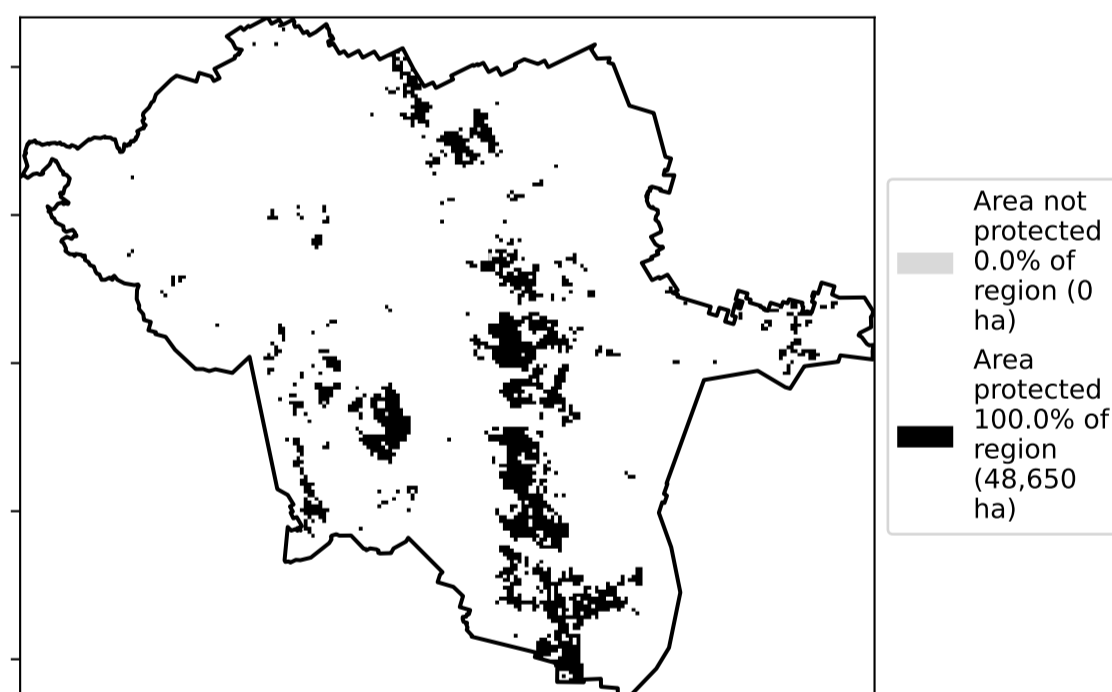 Area not
protected
0.0% of
region (0
ha)
Area
protected
100.0% of
region
(48,650
ha)